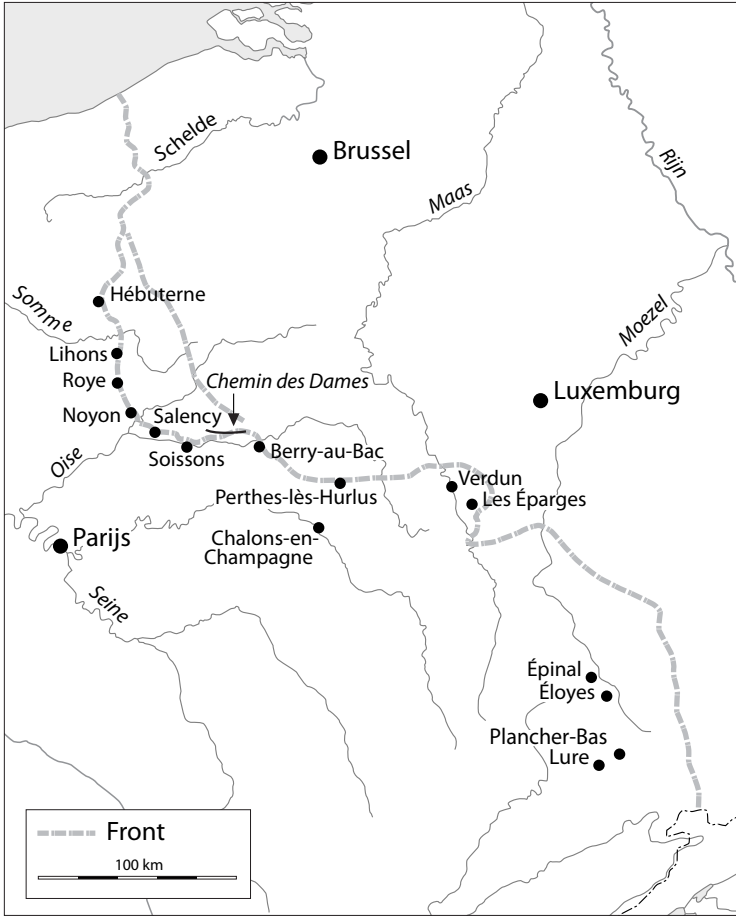 Schelde
Brussel
Rijn
Maas
Hébuterne
Somme
Moezel
Lihons
Roye
Chemin des Dames
Luxemburg
Noyon
Salency
Berry-au-Bac
Soissons
Oise
Verdun
Perthes-lès-Hurlus
Les Éparges
Parijs
Chalons-en-
Champagne
Seine
Épinal
Éloyes
Plancher-Bas
Lure
Front
100 km